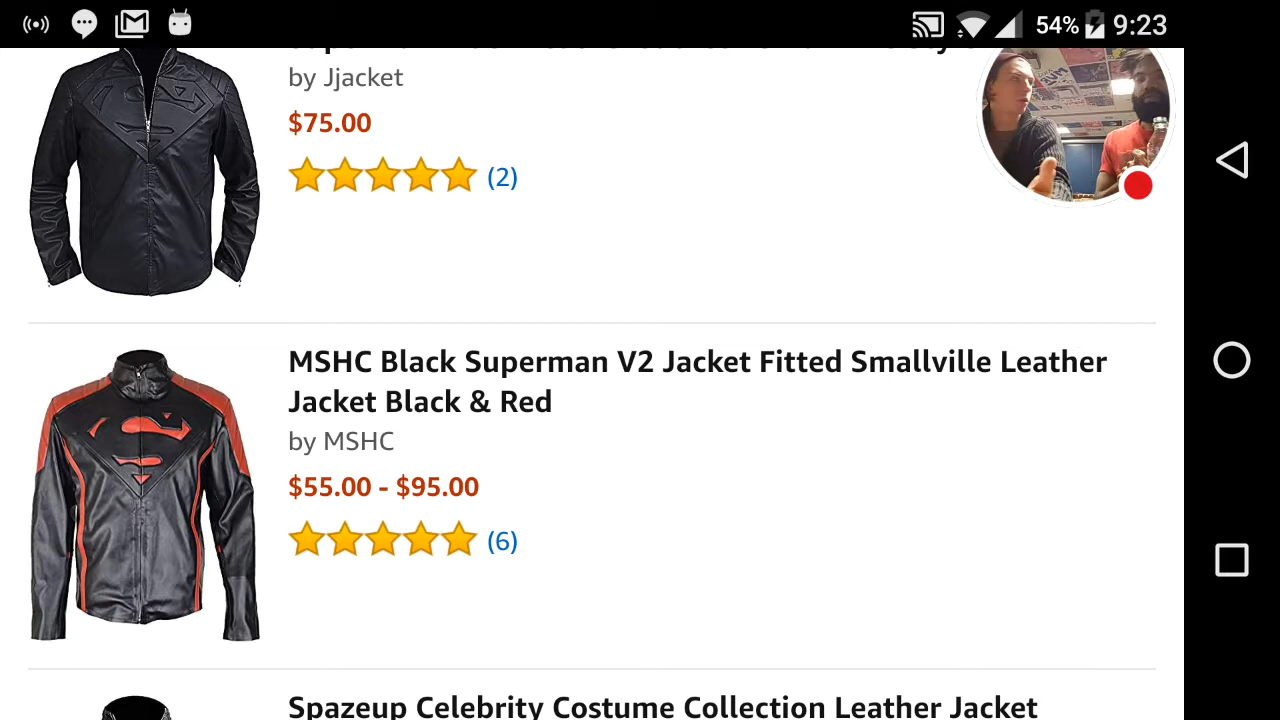 54% 9:23
by Jjacket
$75.00
(2)
MSHC Black Superman V2 Jacket Fitted Smallville Leather
Jacket Black & Red
by MSHC
$55.00 - $95.00
(6)
Spazeup Celebrity Costume Collection Leather Jacket